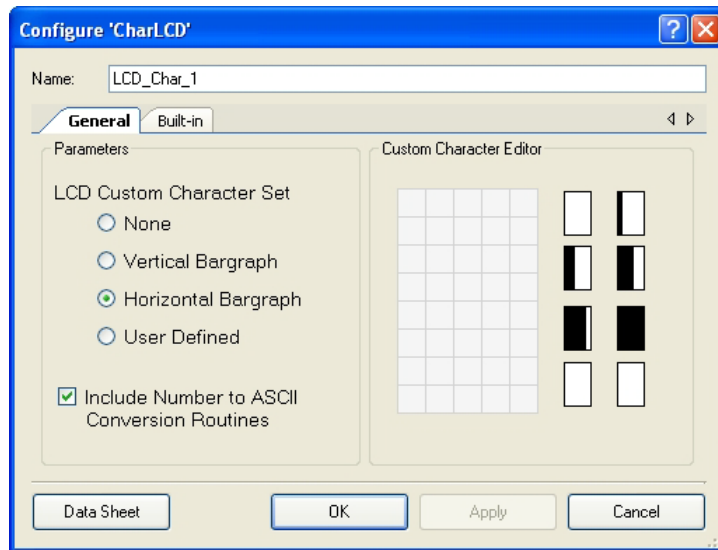 Configure 'CharLCD'
Name: LCD_Char_1
General Built-in
Parameters
LCD Custom Character Set
None
Vertical Bargraph
Horizontal Bargraph
User Defined
Include Number to ASCII
Conversion Routines
Custom Character Editor
Data Sheet OK Apply Cancel